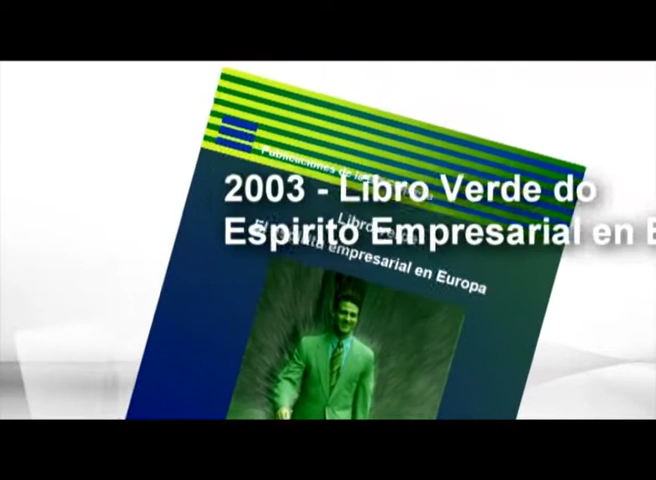 2003 - Libro Verde do
Espirito Empresarial en E
Publicaciones de la
Libro Verde
El espíritu empresarial en Europa